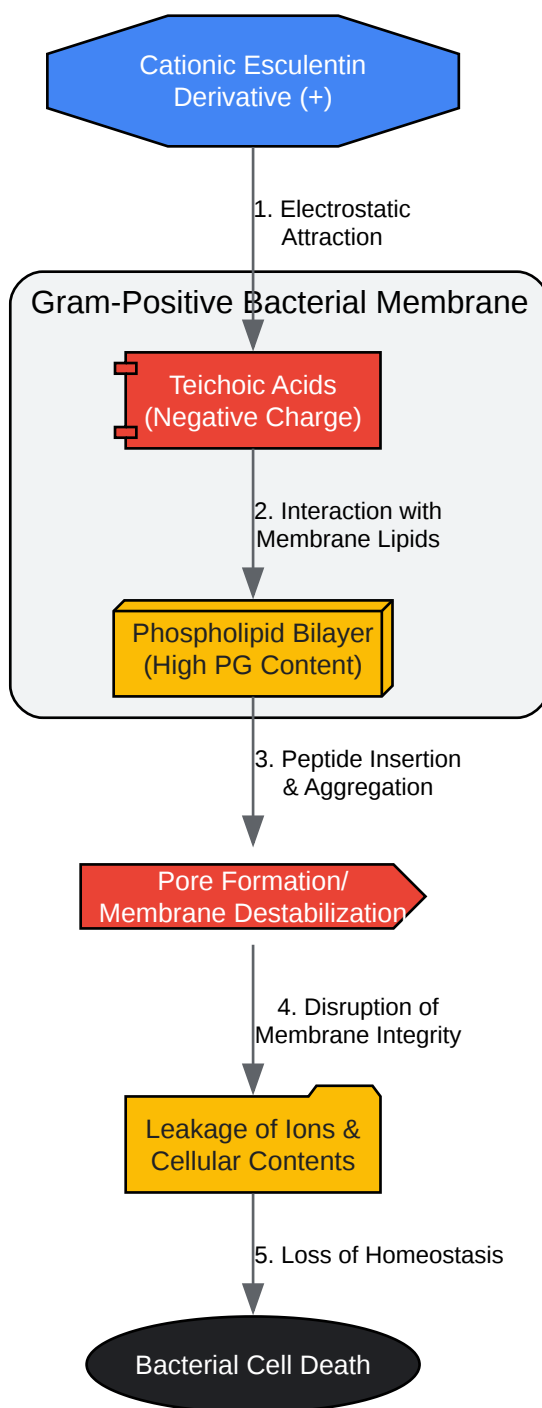 Cationic Esculentin
Derivative (+)
1. Electrostatic
Attraction
Gram-Positive Bacterial Membrane
Teichoic Acids
(Negative Charge)
2. Interaction with
Membrane Lipids
Phospholipid Bilayer
(High PG Content)
3. Peptide Insertion
& Aggregation
Pore Formation/
Membrane Destabilization
4. Disruption of
Membrane Integrity
Leakage of Ions &
Cellular Contents
5. Loss of Homeostasis
Bacterial Cell Death